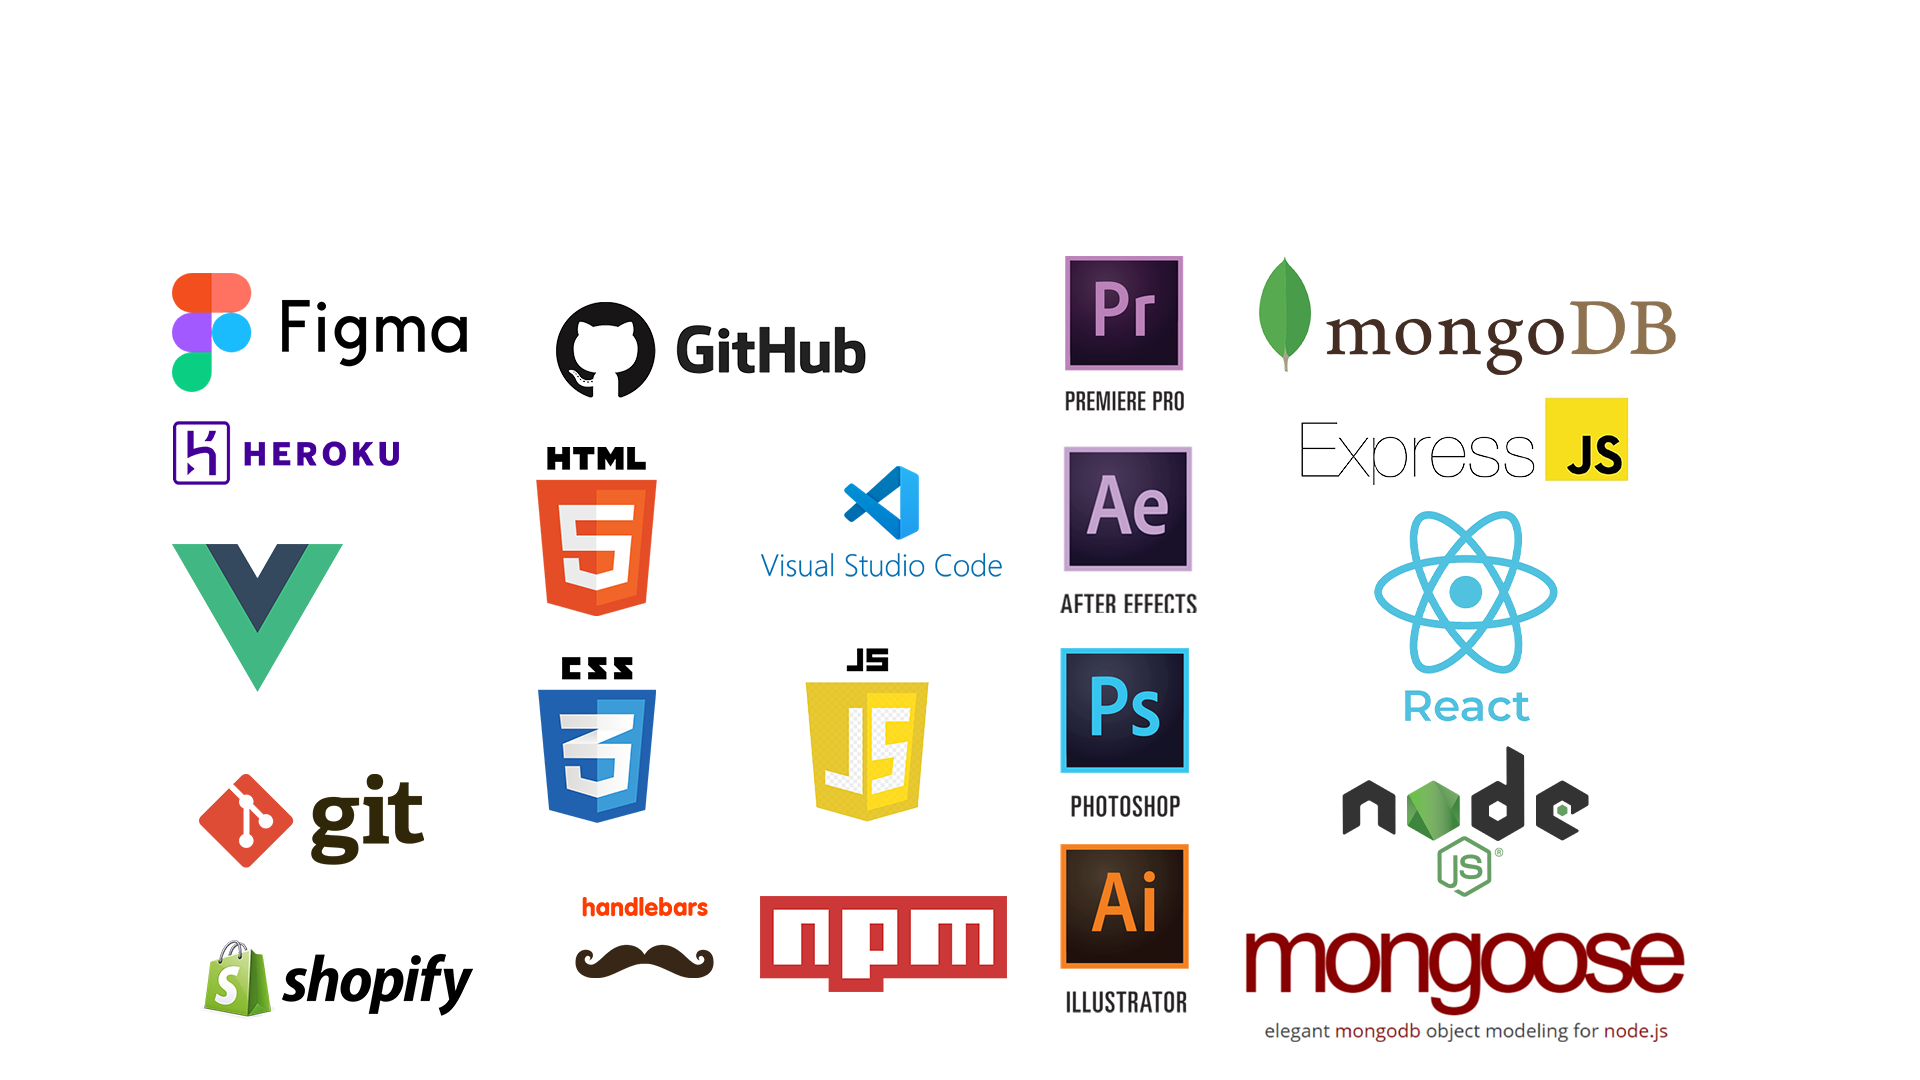 Figma
HEROKU
git
S
shopify
GitHub
HTML
5
CSS
3
handlebars
Visual Studio Code
JS
JS
npm
Pr
PREMIERE PRO
Ae
AFTER EFFECTS
Ps
PHOTOSHOP
Ai
ILLUSTRATOR
mongoDB
Express JS
React
node
JS®
mongoose
elegant mongodb object modeling for node.js